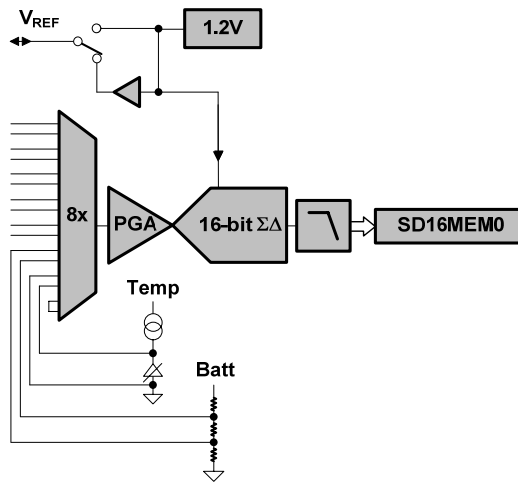 VREF
1.2V
8x
PGA
16-bit ΣΔ
SD16MEM0
Temp
Batt